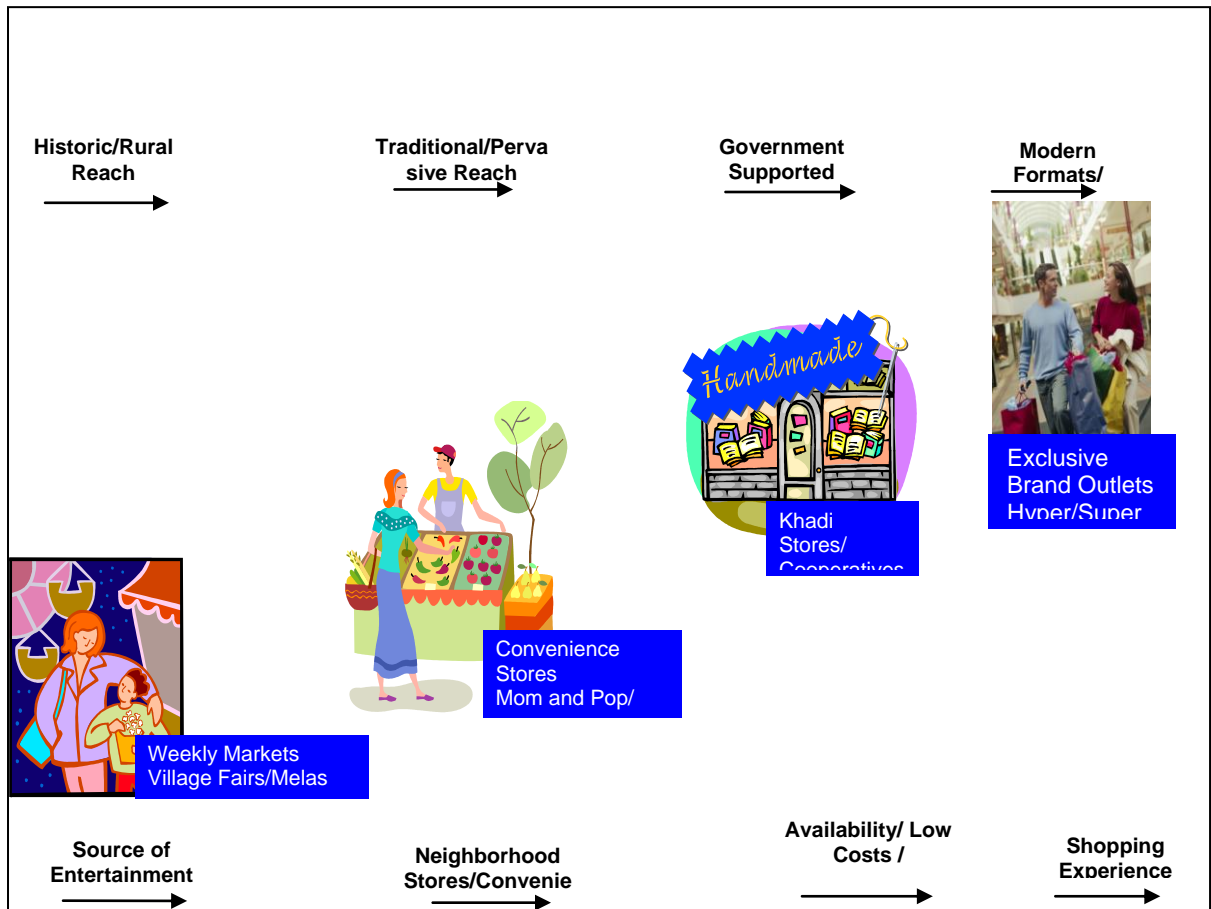 Historic/Rural
Reach
Traditional/Perva
sive Reach
Government
Supported
Modern
Formats/
Handmade
Exclusive
Brand Outlets
Hyper/Super
Khadi
Stores/
Cooperatives
Convenience
Stores
Mom and Pop/
Weekly Markets
Village Fairs/Melas
Source of
Entertainment
Neighborhood
Stores/Convenie
Availability/ Low
Costs /
Shopping
Experience